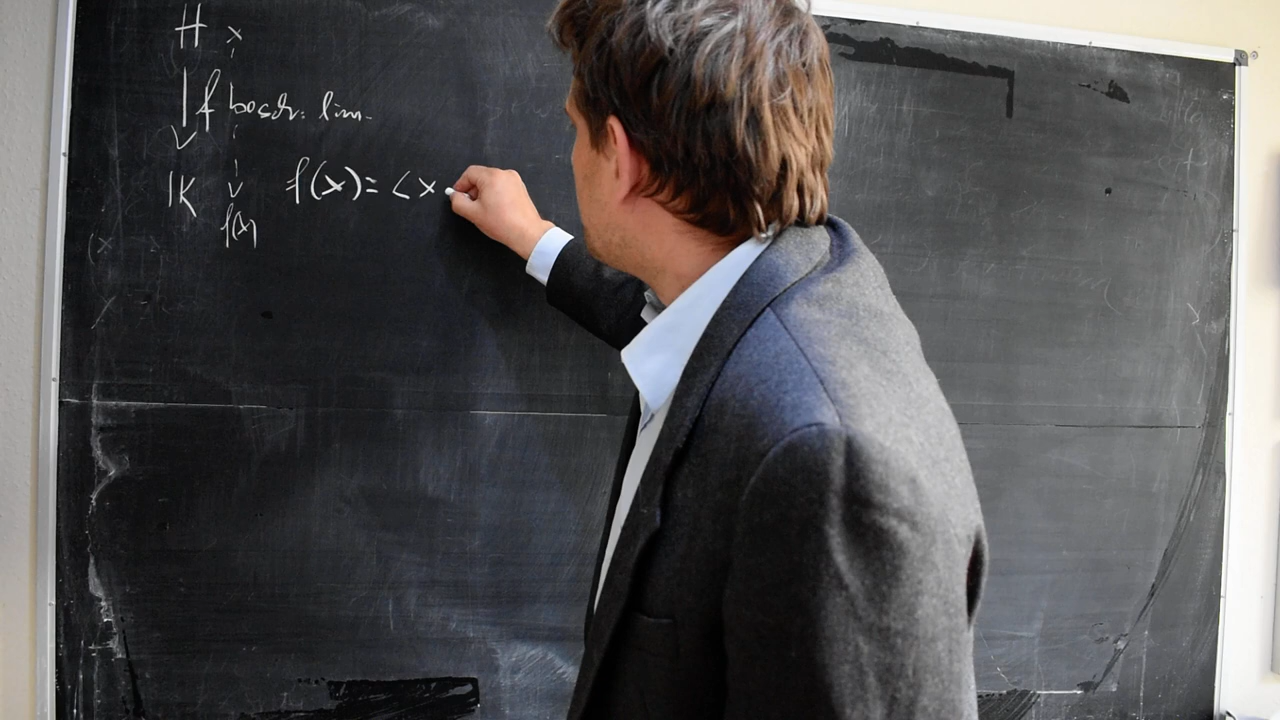 H x
f beschr. lin.
K f(x) f(x) = <x